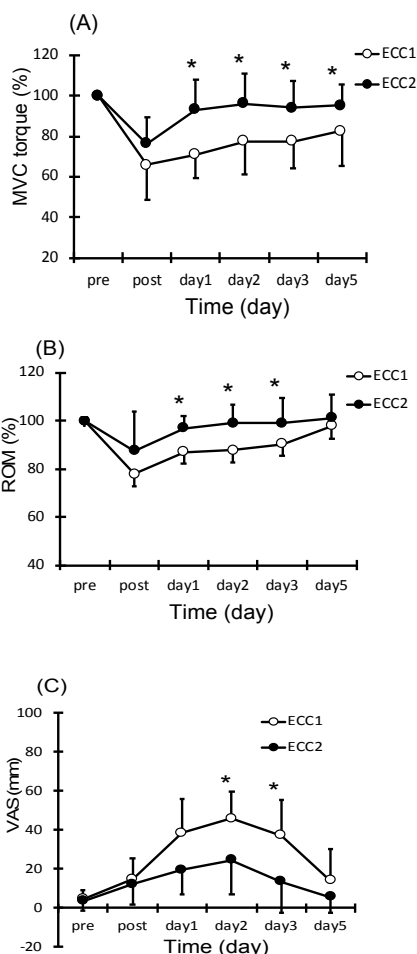 (A)
120
100
80
60
40
20
MVC torque (%)
* * * *
ECC1
ECC2
pre post day1 day2 day3 day5
Time (day)
(B)
120
100
80
60
40
ROM (%)
* * *
ECC1
ECC2
pre post day1 day2 day3 day5
Time (day)
(C)
100
80
60
40
20
0
-20
VAS (mm)
ECC1
ECC2
* *
pre post day1 day2 day3 day5
Time (day)